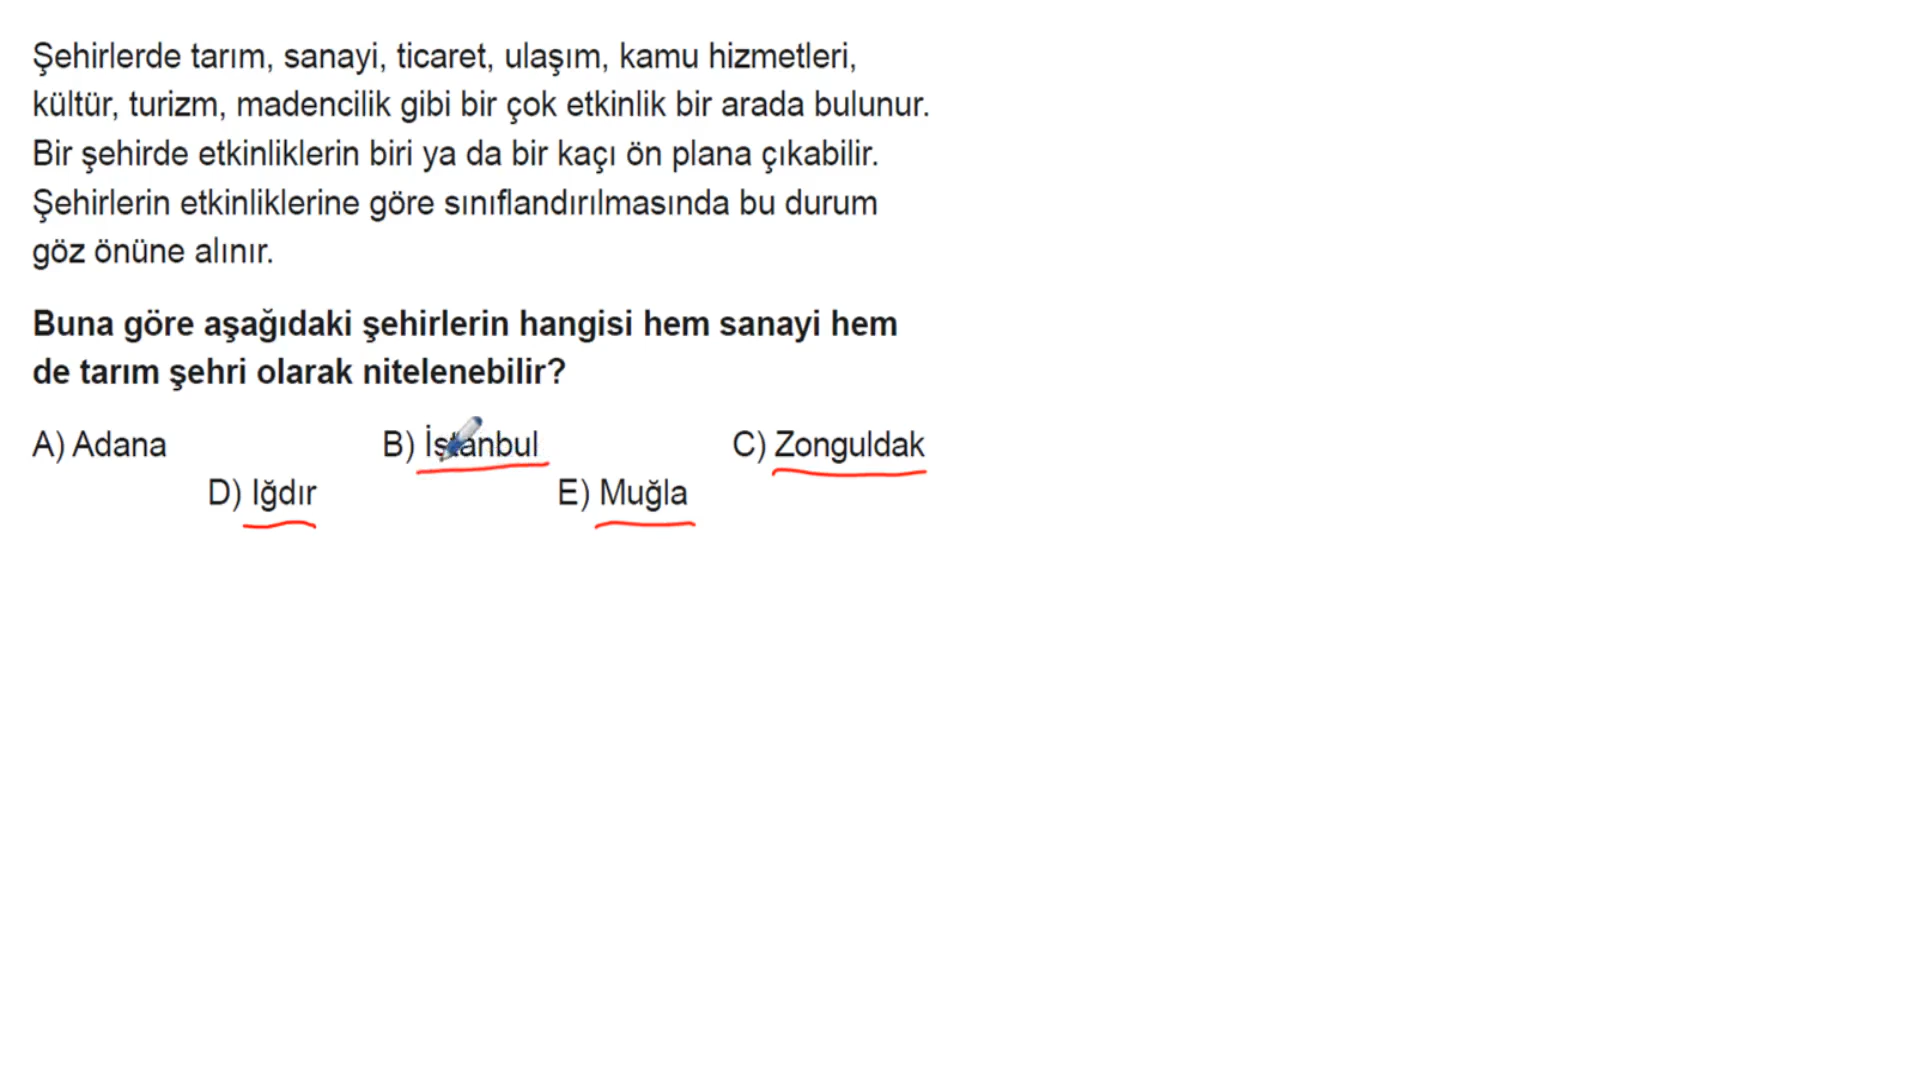 Şehirlerde tarım, sanayi, ticaret, ulaşım, kamu hizmetleri,
kültür, turizm, madencilik gibi bir çok etkinlik bir arada bulunur.
Bir şehirde etkinliklerin biri ya da bir kaçı ön plana çıkabilir.
Şehirlerin etkinliklerine göre sınıflandırılmasında bu durum
göz önüne alınır.
Buna göre aşağıdaki şehirlerin hangisi hem sanayi hem
de tarım şehri olarak nitelenebilir?
A) Adana B) İstanbul C) Zonguldak
D) Iğdır E) Muğla